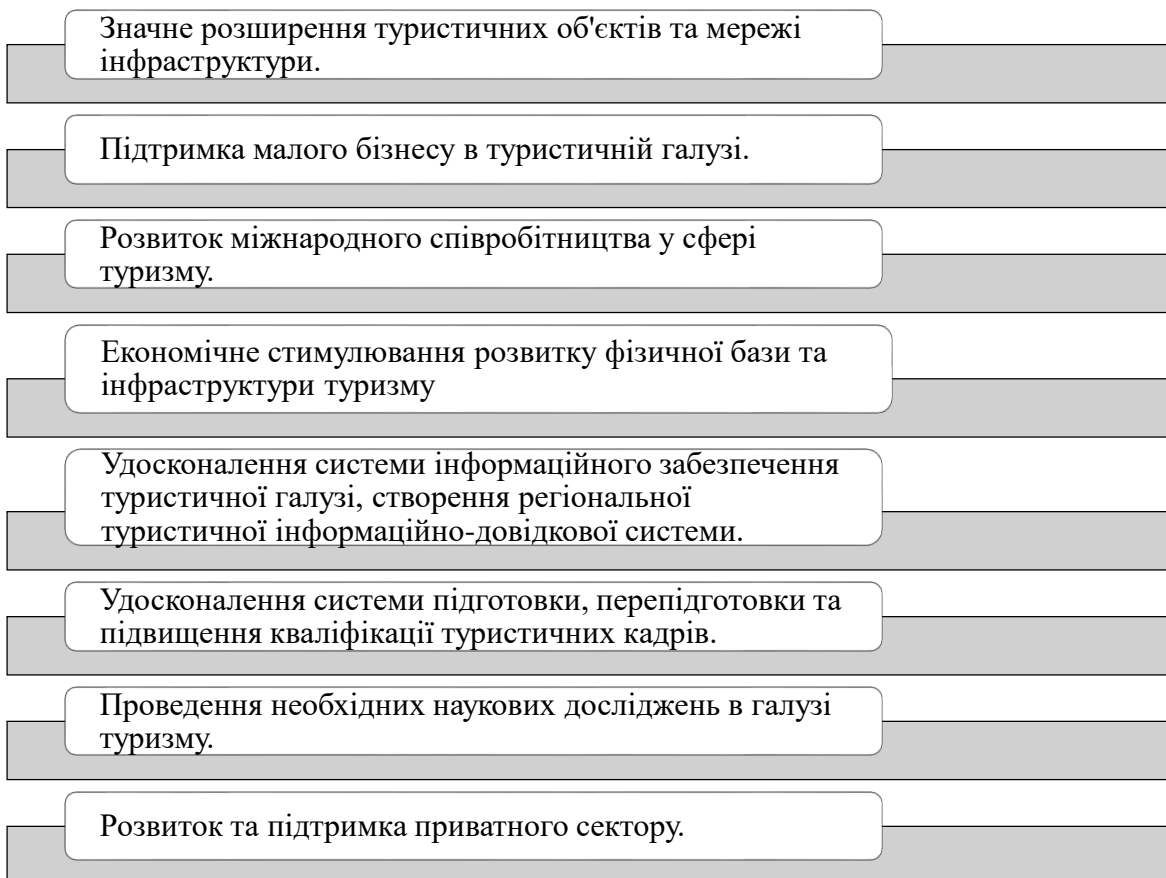 Значне розширення туристичних об'єктів та мережі
інфраструктури.
Підтримка малого бізнесу в туристичній галузі.
Розвиток міжнародного співробітництва у сфері
туризму.
Економічне стимулювання розвитку фізичної бази та
інфраструктури туризму
Удосконалення системи інформаційного забезпечення
туристичної галузі, створення регіональної
туристичної інформаційно-довідкової системи.
Удосконалення системи підготовки, перепідготовки та
підвищення кваліфікації туристичних кадрів.
Проведення необхідних наукових досліджень в галузі
туризму.
Розвиток та підтримка приватного сектору.